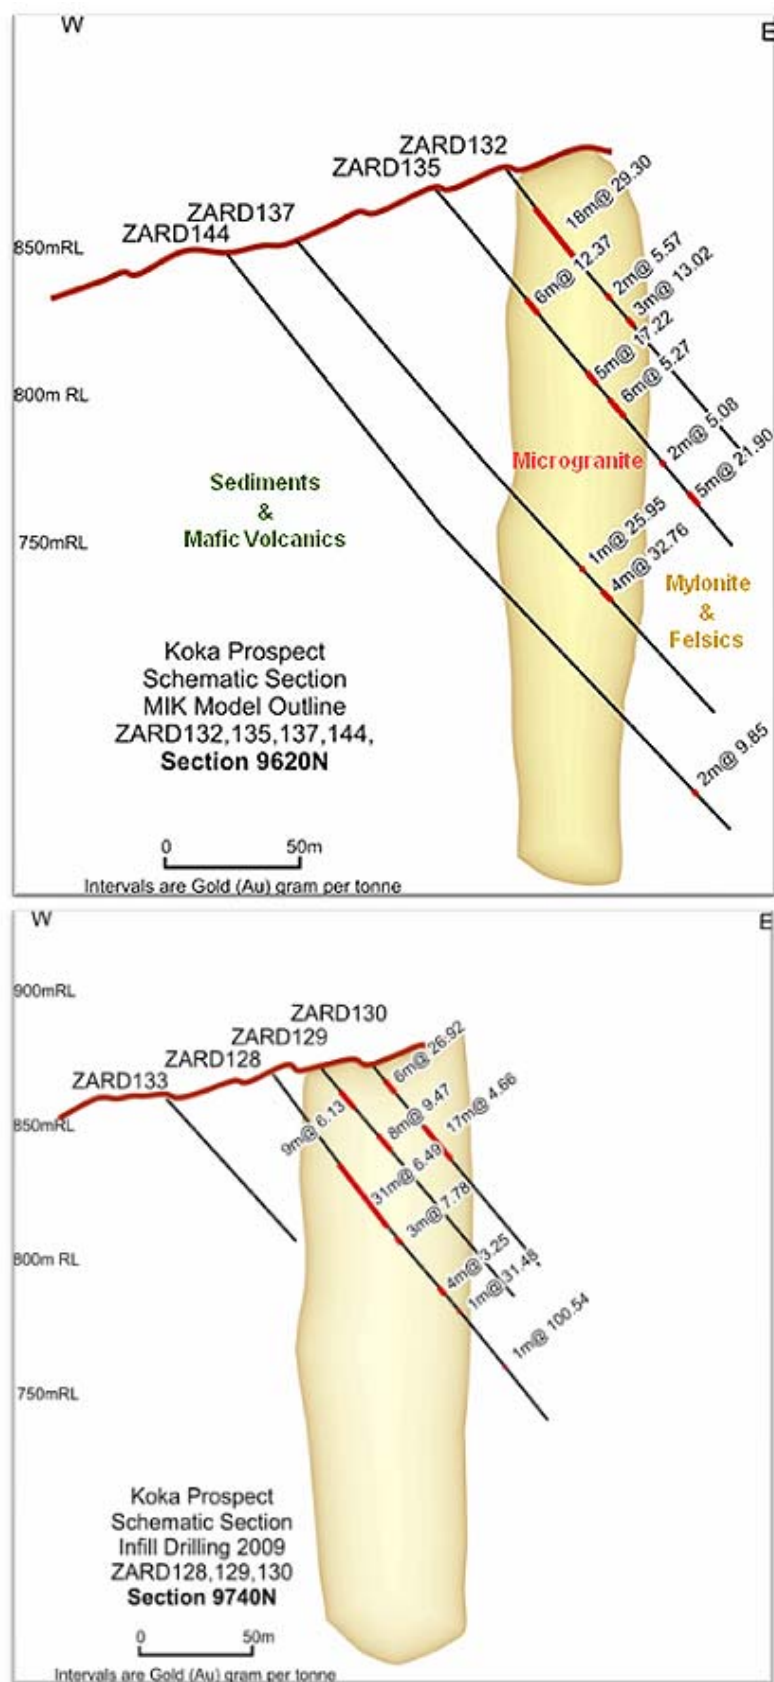 W
E
ZARD132
ZARD135
ZARD137
ZARD144
850mRL
18m@ 29.30
6m@ 12.37
2m@ 5.57
3m@ 13.02
800m RL
5m@ 17.22
6m@ 5.27
2m@ 5.08
5m@ 21.90
Microgranite
Sediments
&
Mafic Volcanics
750mRL
1m@ 25.95
4m@ 32.76
Mylonite
&
Felsics
Koka Prospect
Schematic Section
MIK Model Outline
ZARD132,135,137,144,
Section 9620N
2m@ 9.85
0 50m
Intervals are Gold (Au) gram per tonne
W
E
900mRL
ZARD130
ZARD129
ZARD128
ZARD133
850mRL
6m@ 26.92
17m@ 4.66
9m@ 6.13
8m@ 9.47
31m@ 6.49
3m@ 7.78
800m RL
4m@ 3.25
1m@ 31.48
1m@ 100.54
750mRL
Koka Prospect
Schematic Section
Infill Drilling 2009
ZARD128,129,130
Section 9740N
0 50m
Intervals are Gold (Au) gram per tonne